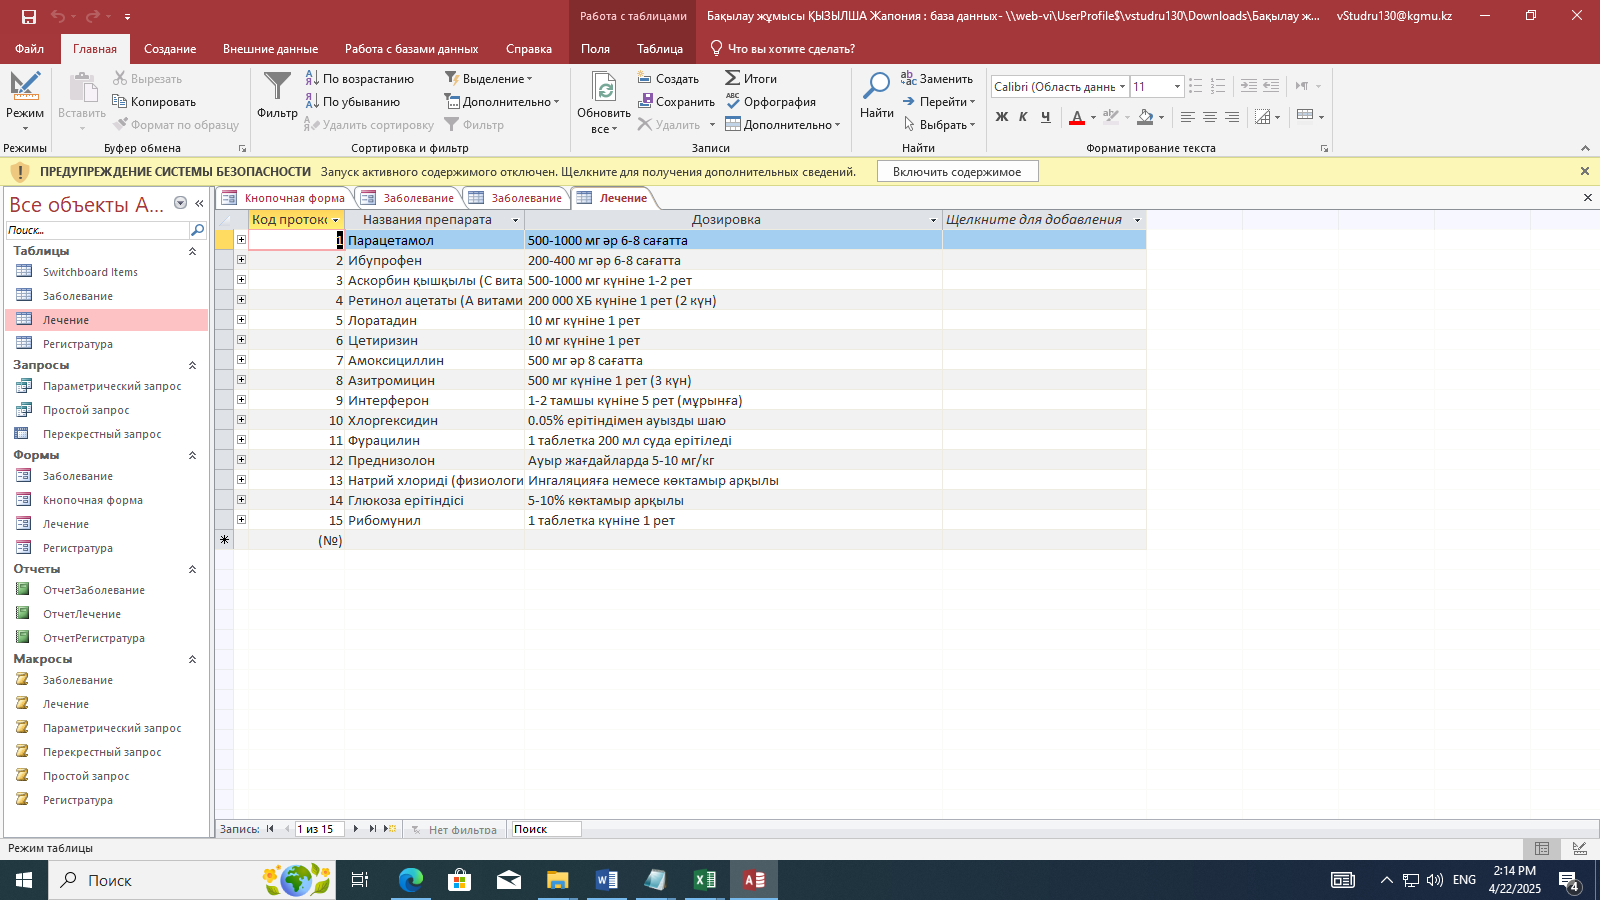 Работа с таблицами
Бақылау жұмысы ҚЫЗЫЛША Жапония : база данных- \\web-vi\UserProfile$\vstudru130\Downloads\Бақылау ж...
vStudru130@kgmu.kz
Файл Главная Создание Внешние данные Работа с базами данных Справка Поля Таблица Что вы хотите сделать?
Режим
Режимы
Вставить
Вырезать
Копировать
Формат по образцу
Буфер обмена
Фильтр
По возрастанию
По убыванию
Удалить сортировку
Выделение
Дополнительно
Фильтр
Сортировка и фильтр
Обновить
все
Создать
Сохранить
Удалить
Итоги
Орфография
Дополнительно
Записи
Найти
Заменить
Перейти
Выбрать
Найти
Calibri (Область данны 11
Ж К Ч
Форматирование текста
ПРЕДУПРЕЖДЕНИЕ СИСТЕМЫ БЕЗОПАСНОСТИ Запуск активного содержимого отключен. Щелкните для получения дополнительных сведений. Включить содержимое
Все объекты A...
Поиск...
Таблицы
Switchboard Items
Заболевание
Лечение
Регистратура
Запросы
Параметрический запрос
Простой запрос
Перекрестный запрос
Формы
Заболевание
Кнопочная форма
Лечение
Регистратура
Отчеты
ОтчетЗаболевание
ОтчетЛечение
ОтчетРегистратура
Макросы
Заболевание
Лечение
Параметрический запрос
Перекрестный запрос
Простой запрос
Регистратура
Кнопочная форма Заболевание Заболевание Лечение
Код протокс Названия препарата Дозировка Щелкните для добавления
1 Парацетамол 500-1000 мг әр 6-8 сағатта
2 Ибупрофен 200-400 мг әр 6-8 сағатта
3 Аскорбин қышқылы (С вита 500-1000 мг күніне 1-2 рет
4 Ретинол ацетаты (А витами 200 000 ХБ күніне 1 рет (2 күн)
5 Лоратадин 10 мг күніне 1 рет
6 Цетиризин 10 мг күніне 1 рет
7 Амоксициллин 500 мг әр 8 сағатта
8 Азитромицин 500 мг күніне 1 рет (3 күн)
9 Интерферон 1-2 тамшы күніне 5 рет (мұрынға)
10 Хлоргексидин 0.05% ерітіндімен ауызды шаю
11 Фурацилин 1 таблетка 200 мл суда ерітіледі
12 Преднизолон Ауыр жағдайларда 5-10 мг/кг
13 Натрий хлориді (физиологи Ингаляцияға немесе көктамыр арқылы
14 Глюкоза ерітіндісі 5-10% көктамыр арқылы
15 Рибомунил 1 таблетка күніне 1 рет
(№)
Запись: 1 из 15 Нет фильтра Поиск
Режим таблицы
Поиск
ENG
2:14 PM
4/22/2025
4